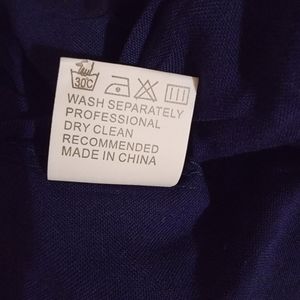 30℃
WASH SEPARATELY
PROFESSIONAL
DRY CLEAN
RECOMMENDED
MADE IN CHINA